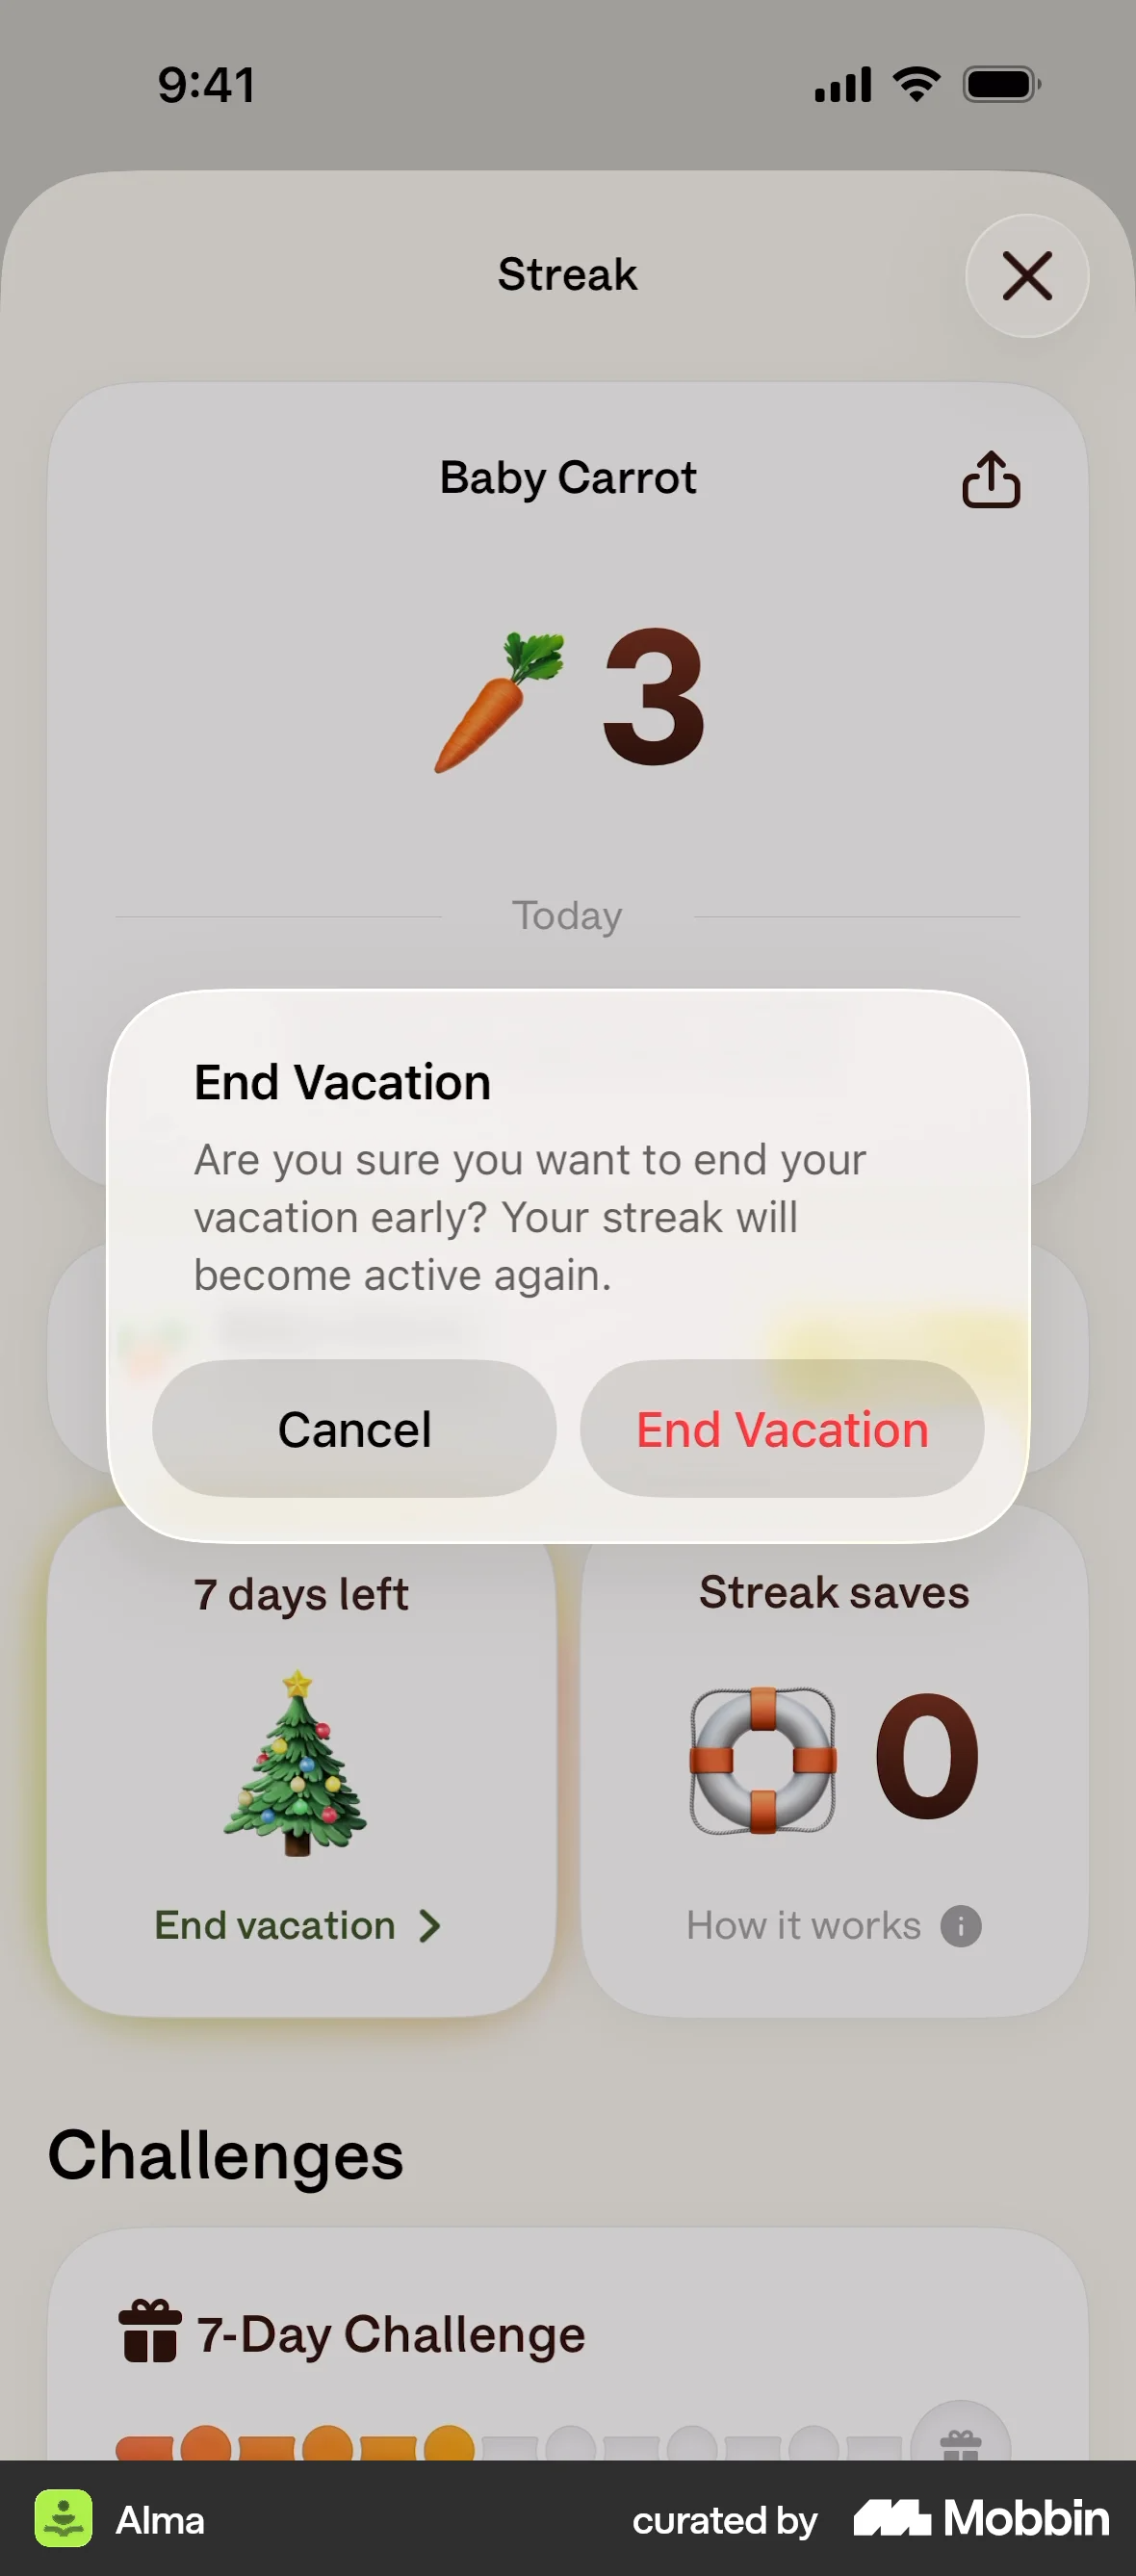 9:41
Streak
Baby Carrot
3
Today
End Vacation
Are you sure you want to end your
vacation early? Your streak will
become active again.
Cancel
End Vacation
7 days left
Streak saves
0
End vacation
How it works
Challenges
7-Day Challenge
Alma
curated by Mobbin